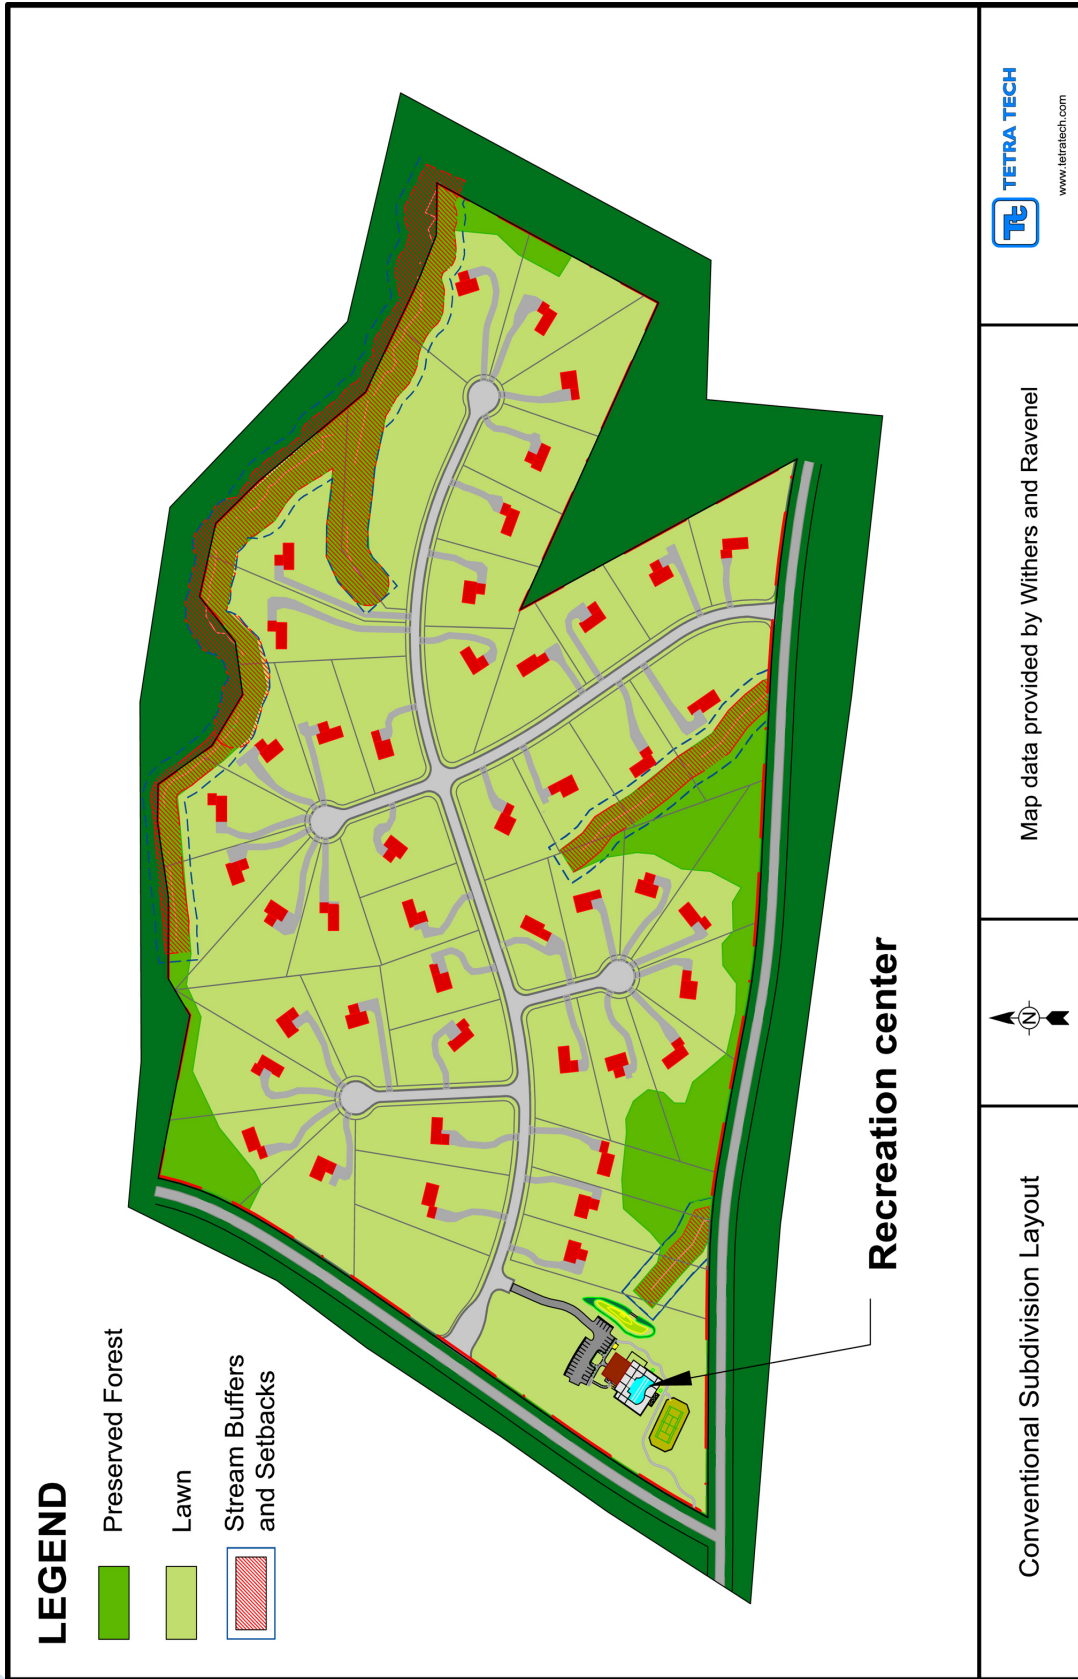 LEGEND
Preserved Forest
Lawn
Stream Buffers
and Setbacks
Recreation center
Conventional Subdivision Layout
N
Map data provided by Withers and Ravenel
Tt TETRA TECH
www.tetratech.com